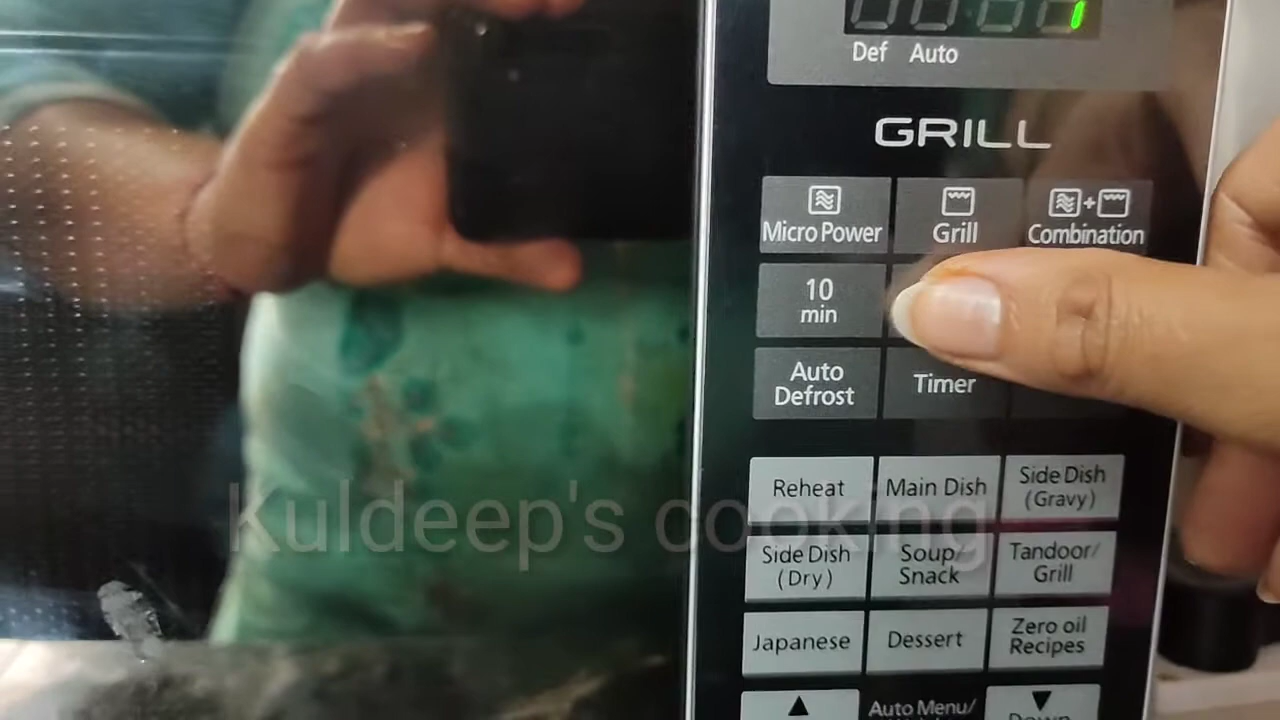 Def Auto
GRILL
Micro Power
Grill
Combination
10
min
Auto
Defrost
Timer
Reheat
Main Dish
Side Dish
(Gravy)
Kuldeep's cooking
Side Dish
(Dry)
Soup/
Snack
Tandoor/
Grill
Japanese
Dessert
Zero oil
Recipes
Auto Menu/
Down